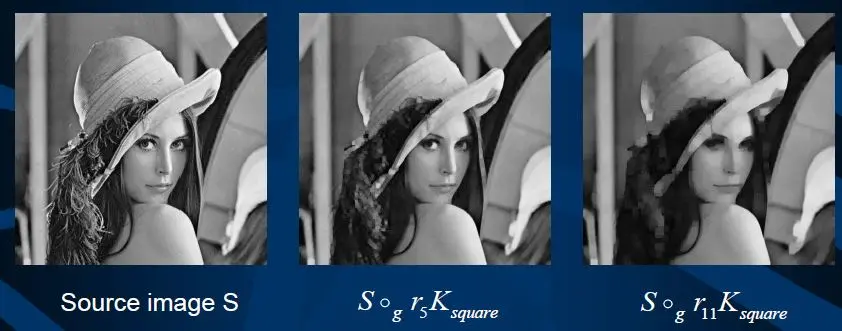 Source image S
S ∘g r5Ksquare
S ∘g r11Ksquare